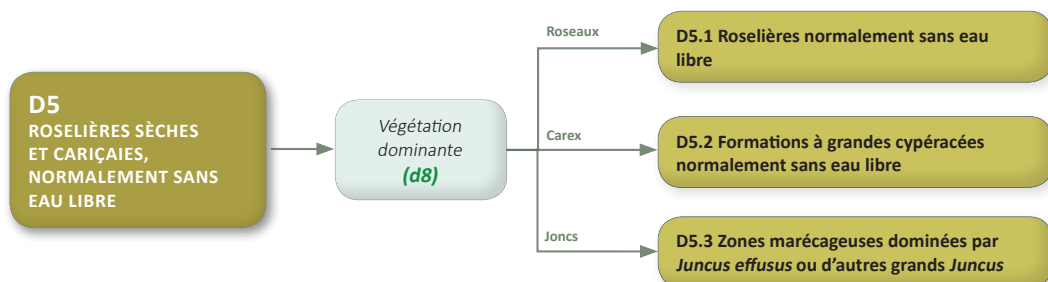 D5
ROSELIÈRES SÈCHES
ET CARIÇAIES,
NORMALEMENT SANS
EAU LIBRE
Végétation
dominante
(d8)
Roseaux
D5.1 Roselières normalement sans eau
libre
Carex
D5.2 Formations à grandes cypéracées
normalement sans eau libre
Joncs
D5.3 Zones marécageuses dominées par
Juncus effusus ou d’autres grands Juncus